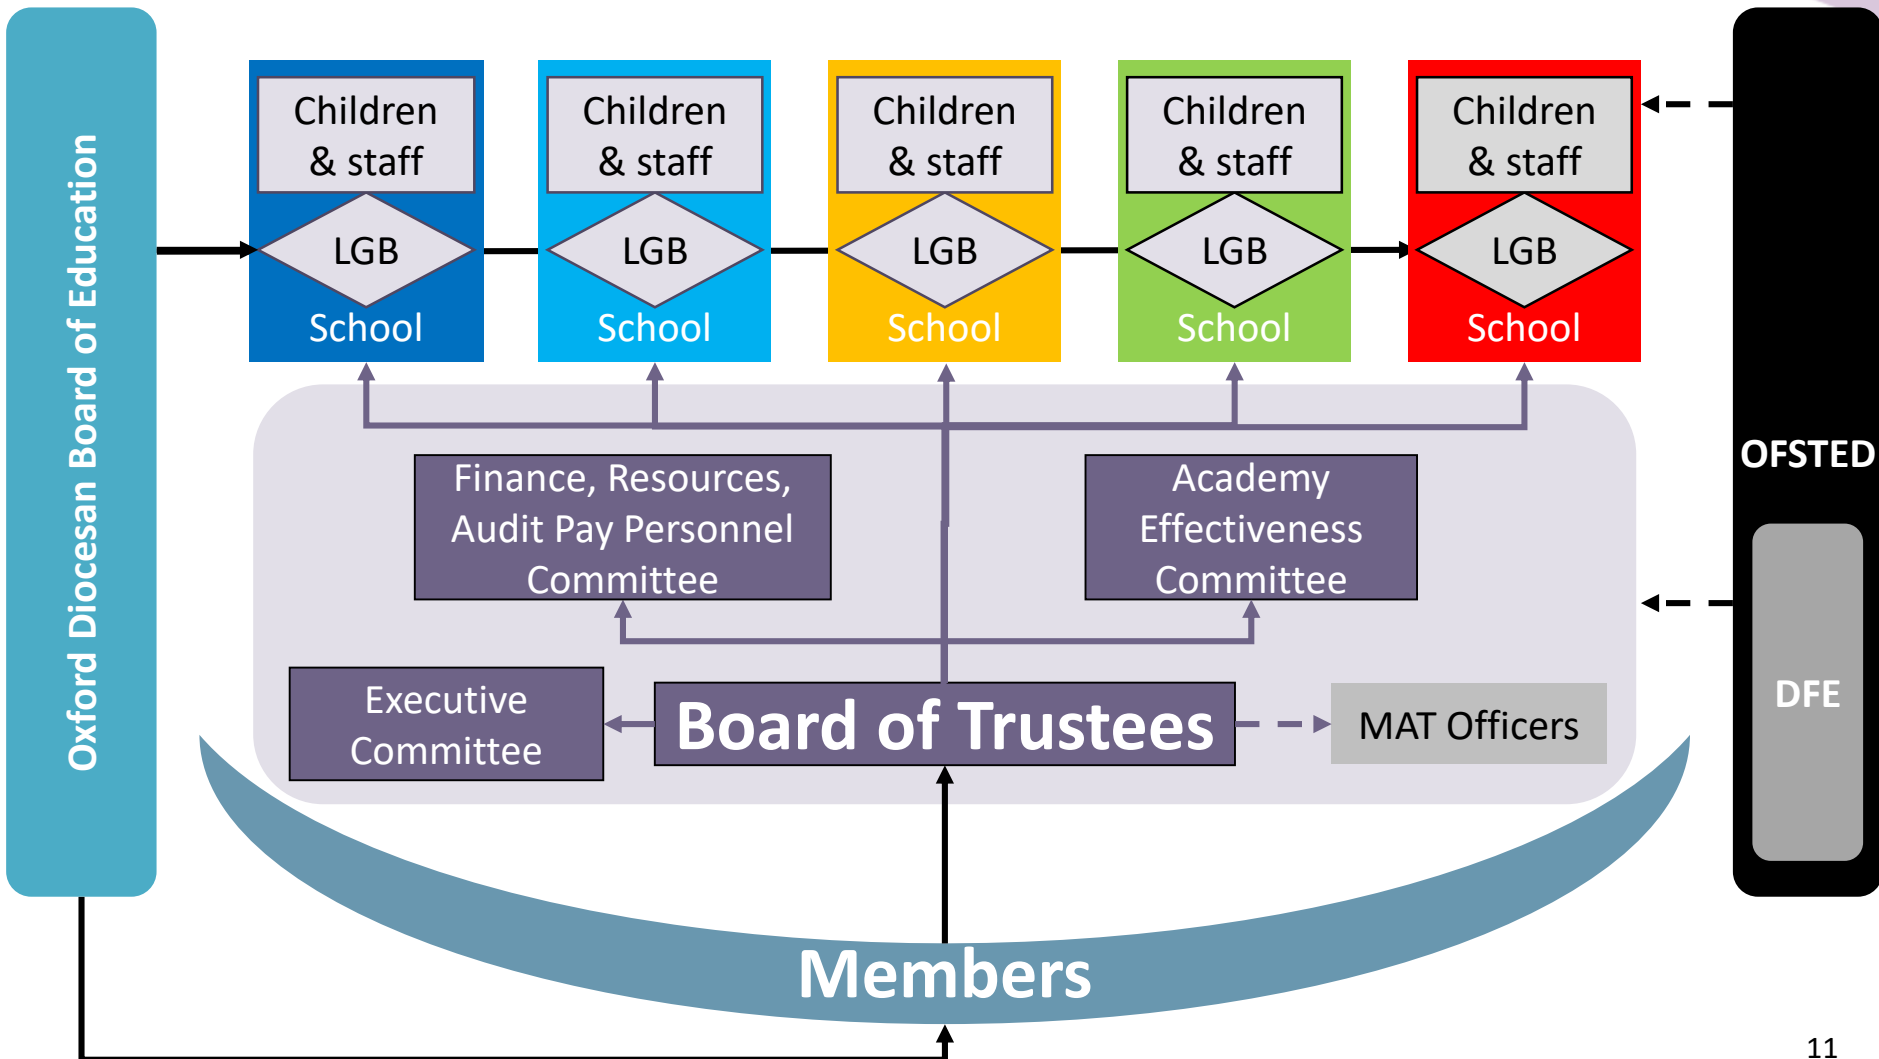 Oxford Diocesan Board of Education
Children
& staff
LGB
School
Children
& staff
LGB
School
Children
& staff
LGB
School
Children
& staff
LGB
School
Children
& staff
LGB
School
Finance, Resources,
Audit Pay Personnel
Committee
Academy
Effectiveness
Committee
Executive
Committee
Board of Trustees
MAT Officers
Members
OFSTED
DFE
11